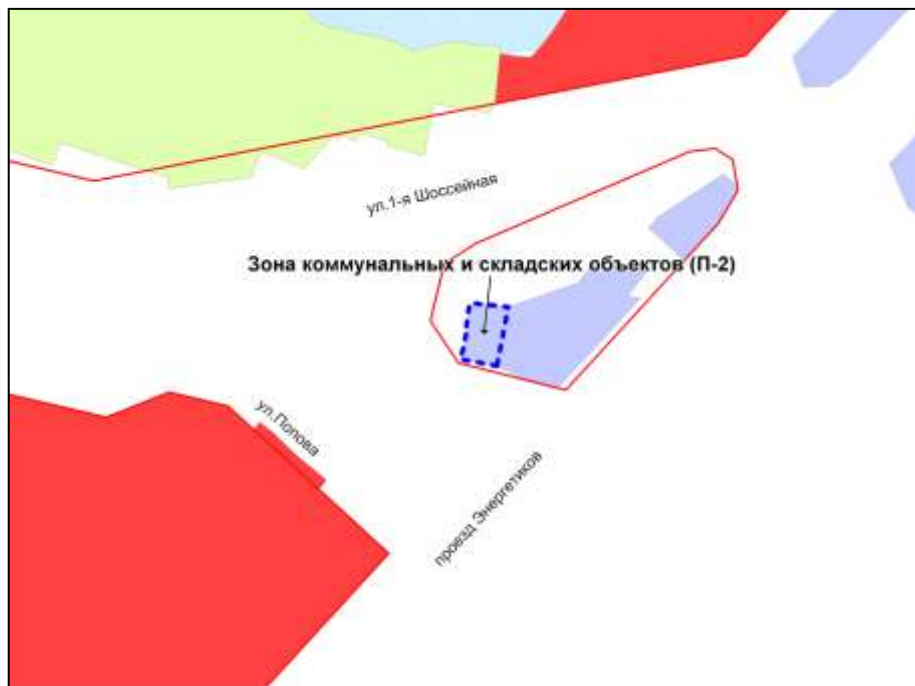 ул.1-я Шоссейная
Зона коммунальных и складских объектов (П-2)
ул.Попова
проезд Энергетиков